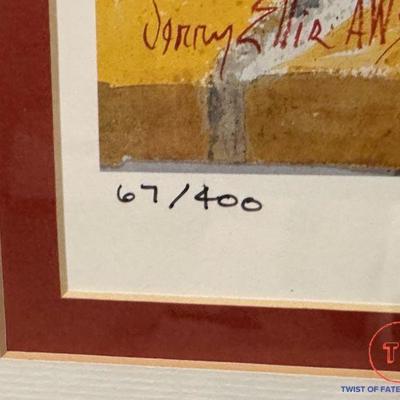 Jerry Ellis AWS
67/400
T
TWIST OF FATE